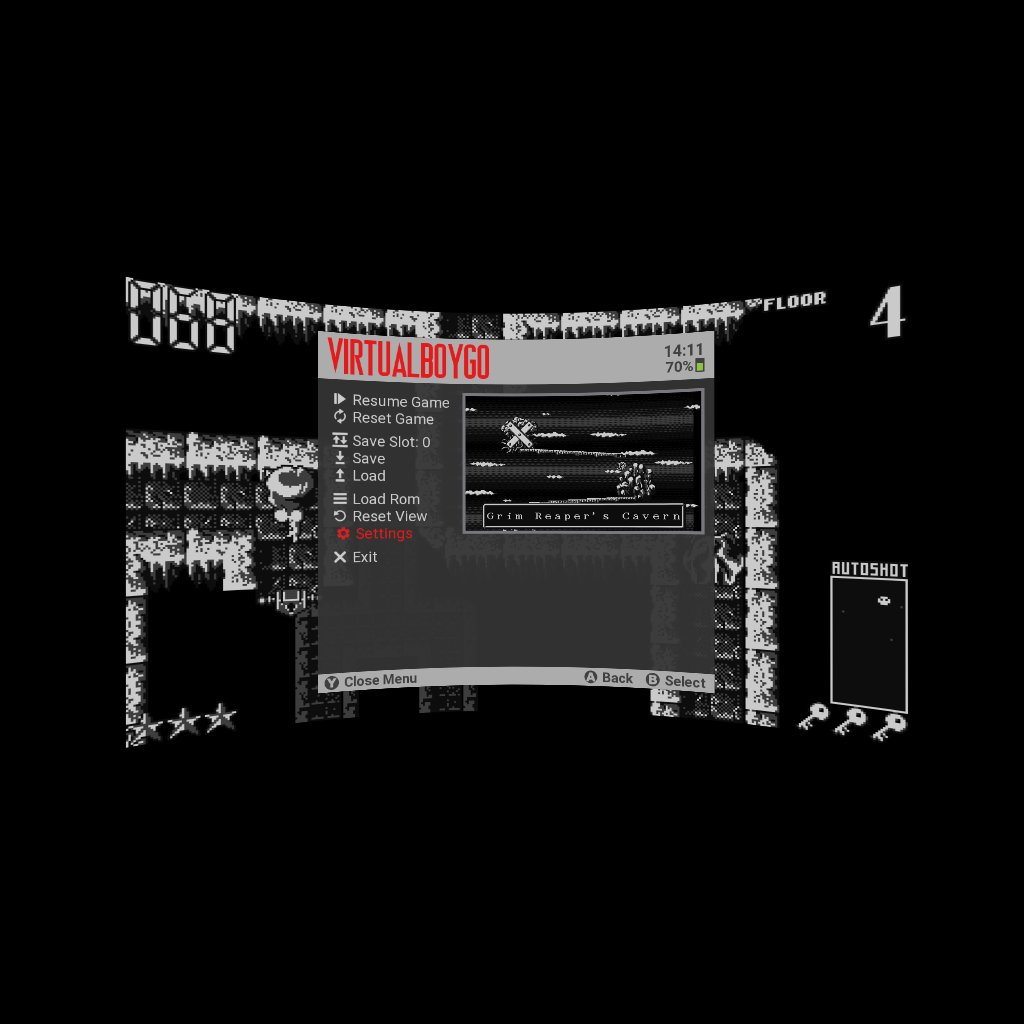 FLOOR 4
VIRTUALBOYGO
14:11
70%
Resume Game
Reset Game
Save Slot: 0
Save
Load
Load Rom
Reset View
Settings
Exit
Grim Reaper's Cavern
AUTOSHOT
Y Close Menu
A Back B Select